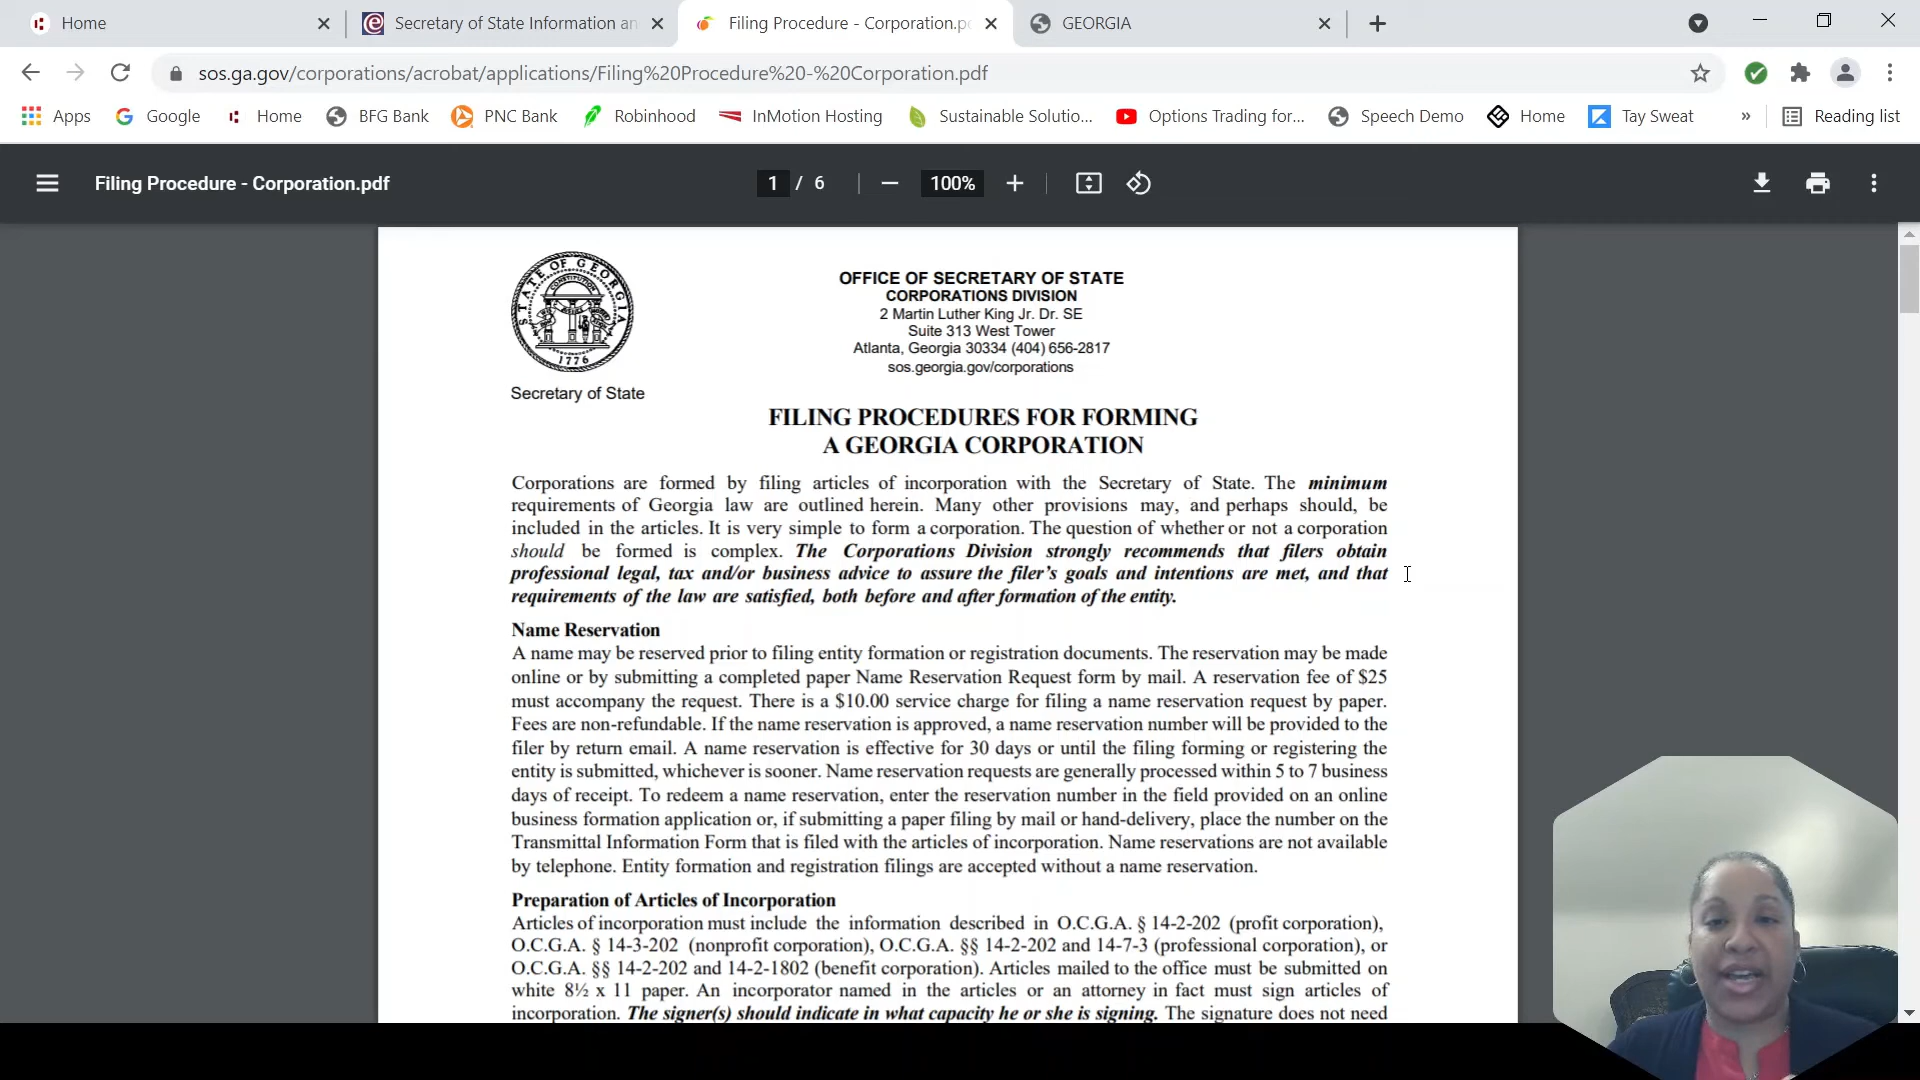 Home
Secretary of State Information an
Filing Procedure - Corporation.p
GEORGIA
sos.ga.gov/corporations/acrobat/applications/Filing%20Procedure%20-%20Corporation.pdf
Apps
Google
Home
BFG Bank
PNC Bank
Robinhood
InMotion Hosting
Sustainable Solutio...
Options Trading for...
Speech Demo
Home
Tay Sweat
»
Reading list
Filing Procedure - Corporation.pdf
1 / 6
100%
STATE OF GEORGIA
CONSTITUTION
1776
Secretary of State
OFFICE OF SECRETARY OF STATE
CORPORATIONS DIVISION
2 Martin Luther King Jr. Dr. SE
Suite 313 West Tower
Atlanta, Georgia 30334 (404) 656-2817
sos.georgia.gov/corporations
FILING PROCEDURES FOR FORMING
A GEORGIA CORPORATION
Corporations are formed by filing articles of incorporation with the Secretary of State. The minimum
requirements of Georgia law are outlined herein. Many other provisions may, and perhaps should, be
included in the articles. It is very simple to form a corporation. The question of whether or not a corporation
should be formed is complex. The Corporations Division strongly recommends that filers obtain
professional legal, tax and/or business advice to assure the filer's goals and intentions are met, and that
requirements of the law are satisfied, both before and after formation of the entity.
Name Reservation
A name may be reserved prior to filing entity formation or registration documents. The reservation may be made
online or by submitting a completed paper Name Reservation Request form by mail. A reservation fee of $25
must accompany the request. There is a $10.00 service charge for filing a name reservation request by paper.
Fees are non-refundable. If the name reservation is approved, a name reservation number will be provided to the
filer by return email. A name reservation is effective for 30 days or until the filing forming or registering the
entity is submitted, whichever is sooner. Name reservation requests are generally processed within 5 to 7 business
days of receipt. To redeem a name reservation, enter the reservation number in the field provided on an online
business formation application or, if submitting a paper filing by mail or hand-delivery, place the number on the
Transmittal Information Form that is filed with the articles of incorporation. Name reservations are not available
by telephone. Entity formation and registration filings are accepted without a name reservation.
Preparation of Articles of Incorporation
Articles of incorporation must include the information described in O.C.G.A. § 14-2-202 (profit corporation),
O.C.G.A. § 14-3-202 (nonprofit corporation), O.C.G.A. §§ 14-2-202 and 14-7-3 (professional corporation), or
O.C.G.A. §§ 14-2-202 and 14-2-1802 (benefit corporation). Articles mailed to the office must be submitted on
white 8½ x 11 paper. An incorporator named in the articles or an attorney in fact must sign articles of
incorporation. The signer(s) should indicate in what capacity he or she is signing. The signature does not need